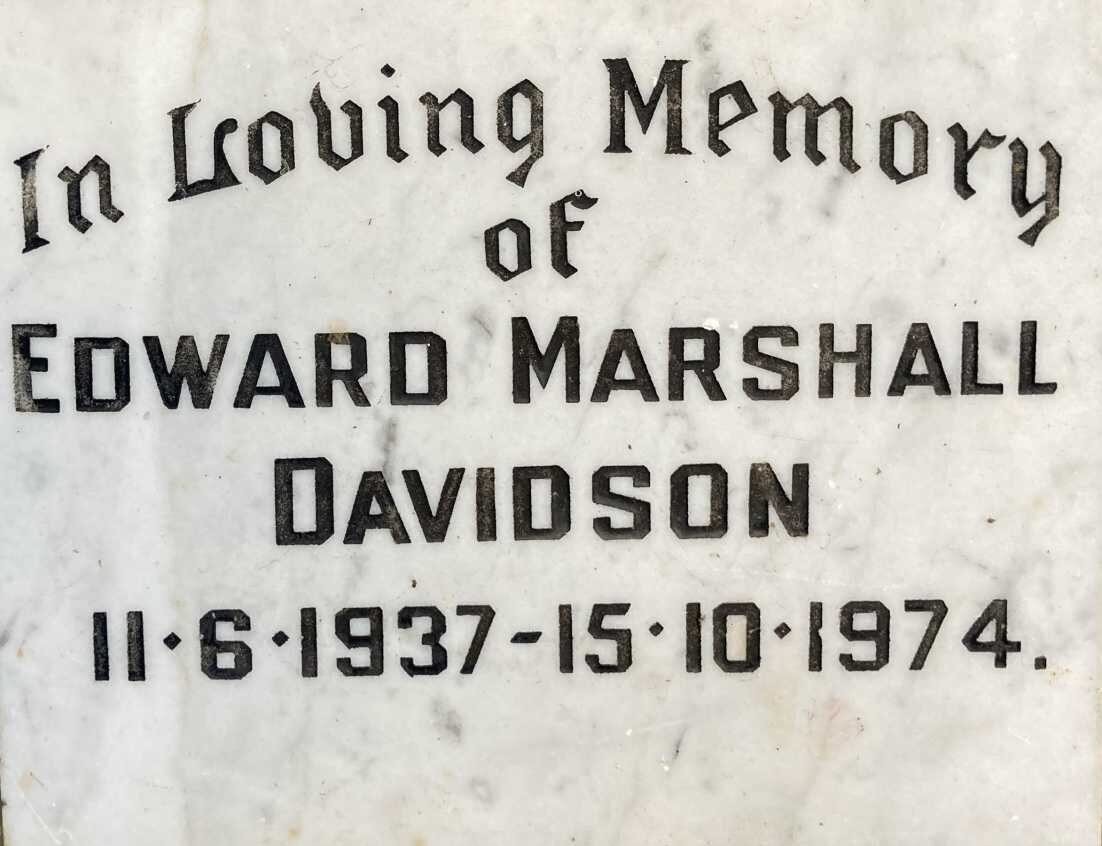 In Loving Memory
of
EDWARD MARSHALL
DAVIDSON
11·6·1937-15·10·1974.